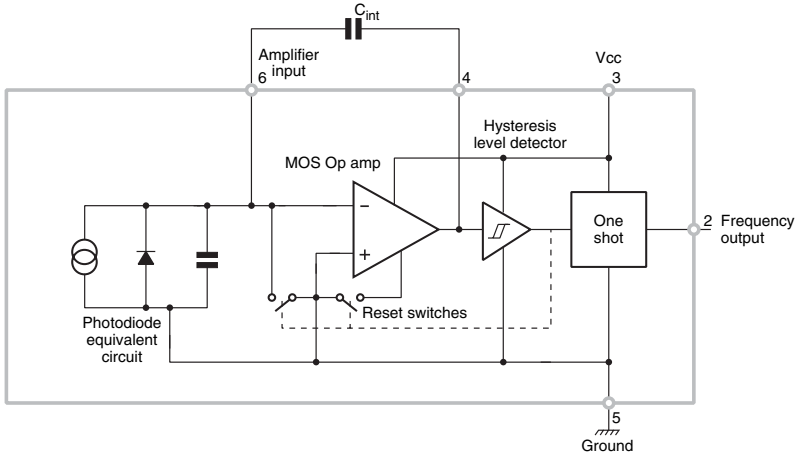 Cint
Amplifier
input
6
4
Vcc
3
Hysteresis
level detector
MOS Op amp
−
+
One
shot
2 Frequency
output
Reset switches
Photodiode
equivalent
circuit
5
Ground